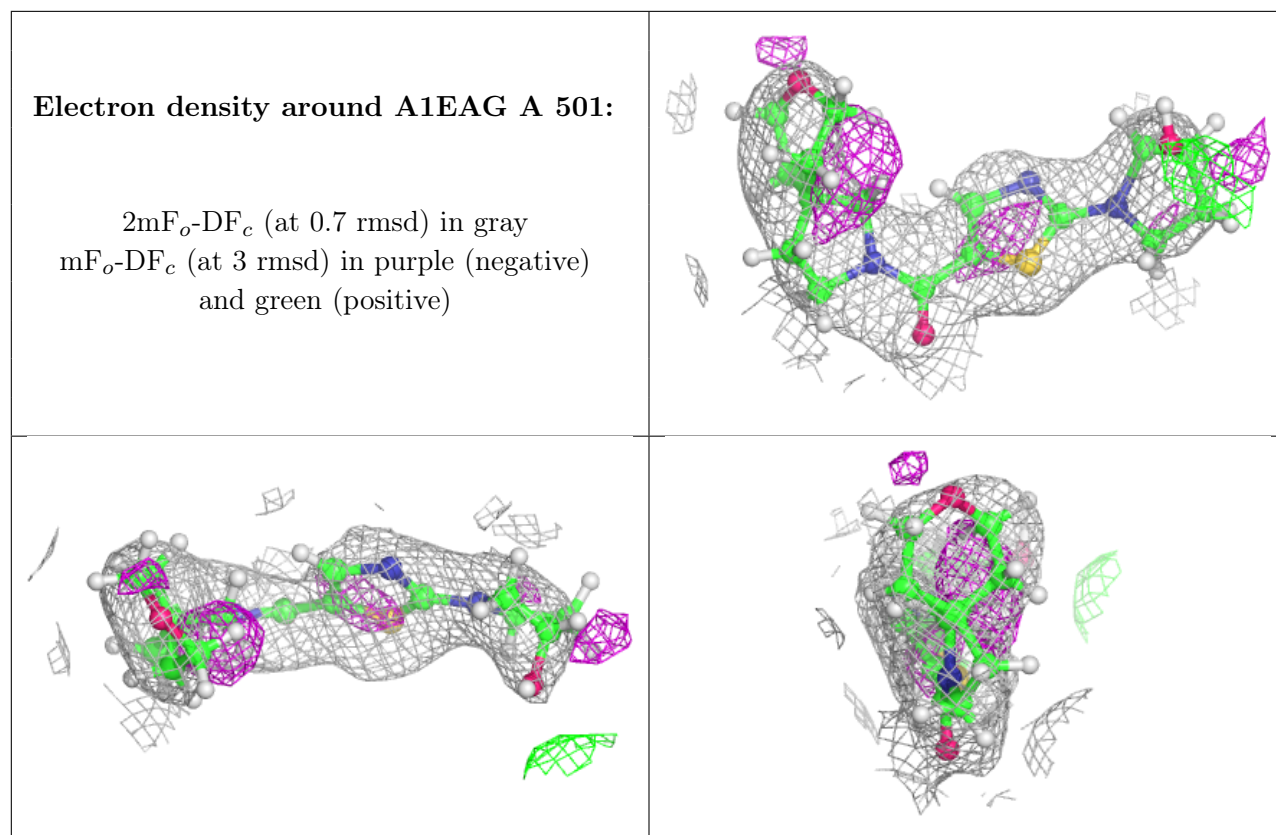 Electron density around A1EAG A 501:
2mFo-DFc (at 0.7 rmsd) in gray
mFo-DFc (at 3 rmsd) in purple (negative)
and green (positive)